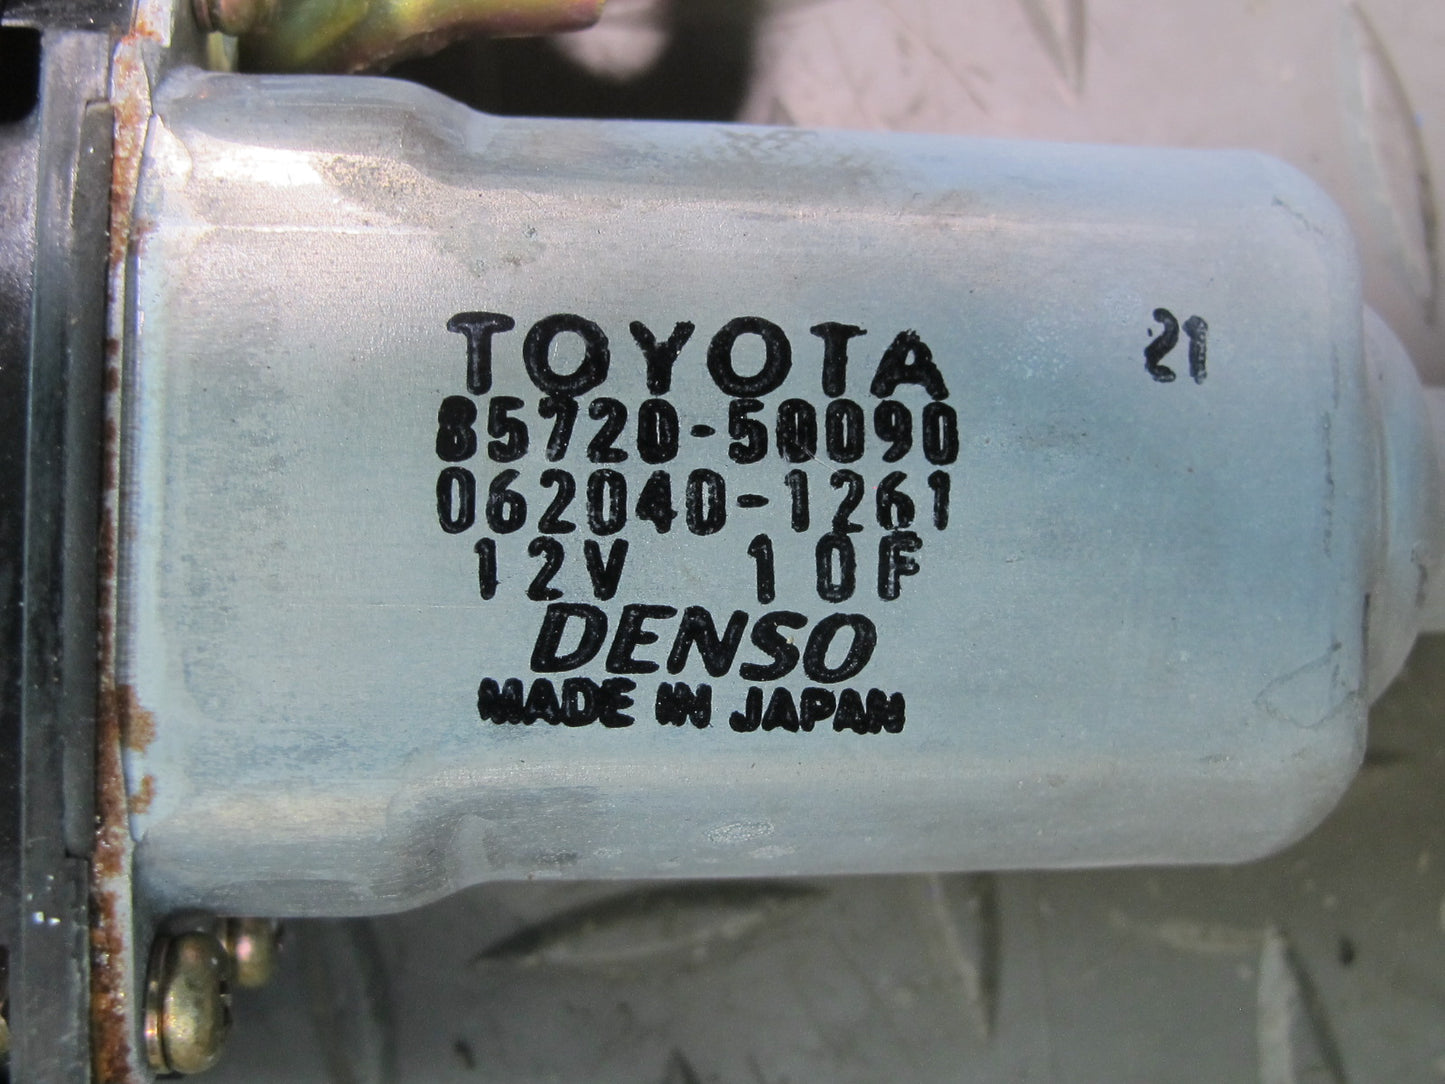 TOYOTA
21
85720-50090
062040-1261
12V 10F
DENSO
MADE IN JAPAN